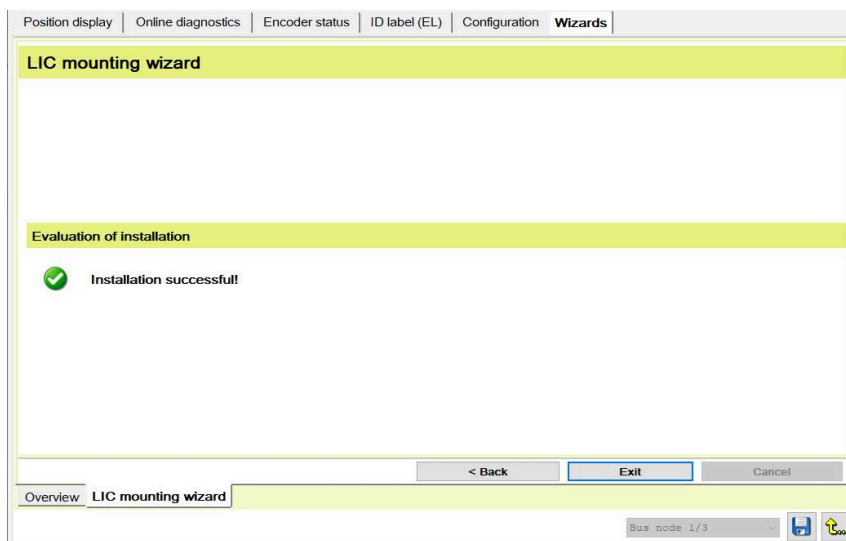 Position display Online diagnostics Encoder status ID label (EL) Configuration Wizards
LIC mounting wizard
Evaluation of installation
Installation successful!
< Back Exit Cancel
Overview LIC mounting wizard
Bus node 1/3